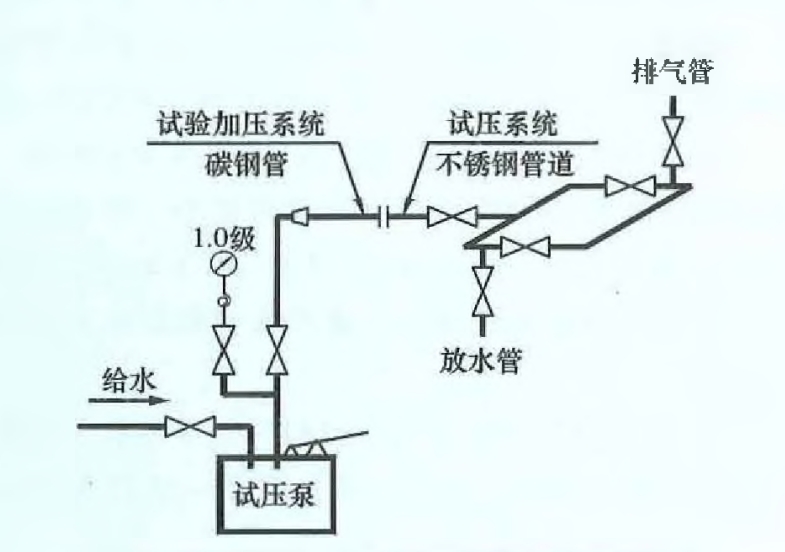 排气管
试验加压系统
碳钢管
试压系统
不锈钢管道
1.0级
放水管
给水
试压泵